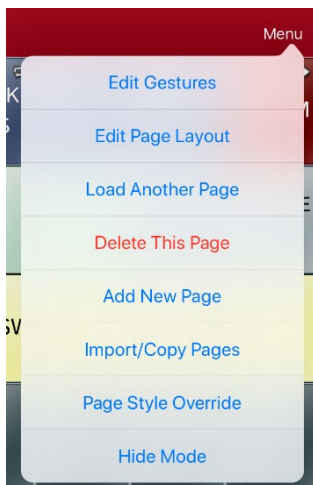 Menu
Edit Gestures
Edit Page Layout
Load Another Page
Delete This Page
Add New Page
Import/Copy Pages
Page Style Override
Hide Mode